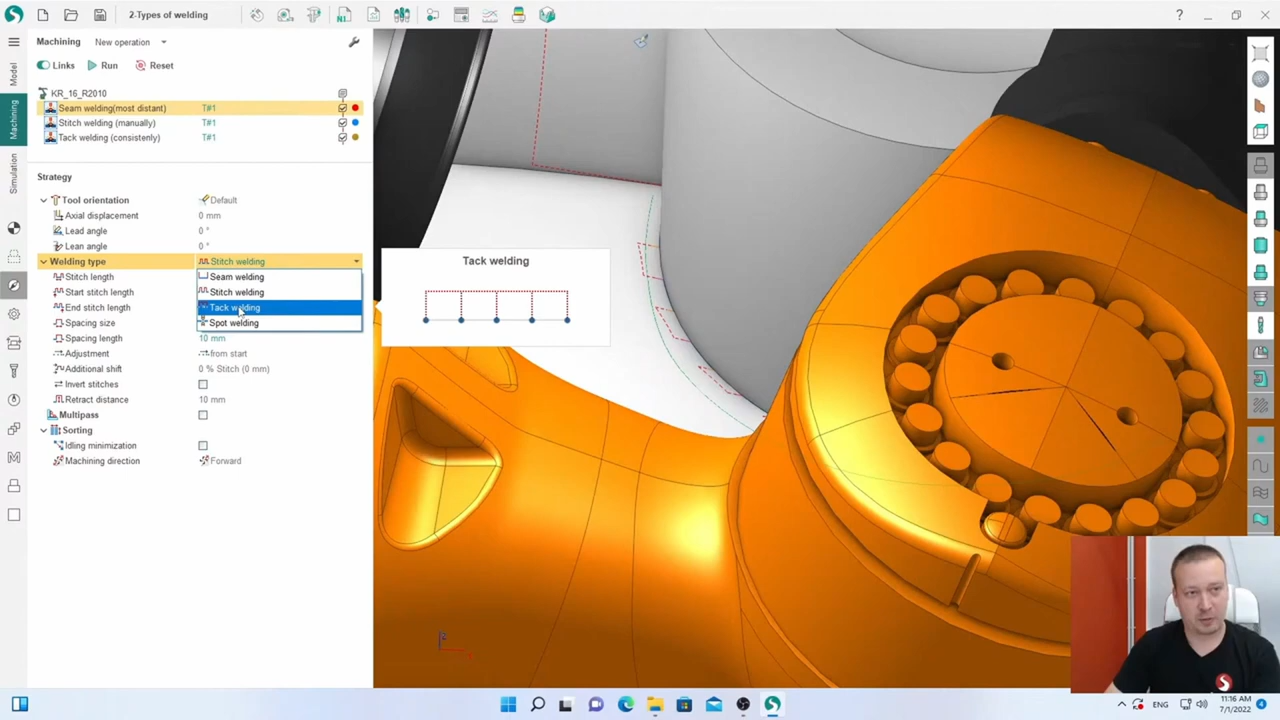 2-Types of welding
?
Machining
New operation
Links
Run
Reset
Model
Machining
Simulation
KR_16_R2010
Seam welding(most distant) T#1
Stitch welding (manually) T#1
Tack welding (consistenly) T#1
Strategy
Tool orientation Default
Axial displacement 0 mm
Lead angle 0 °
Lean angle 0 °
Welding type Stitch welding
Stitch length Seam welding
Start stitch length Stitch welding
End stitch length Tack welding
Spacing size Spot welding
Spacing length 10 mm
Adjustment from start
Additional shift 0 % Stitch (0 mm)
Invert stitches
Retract distance 10 mm
Multipass
Sorting
Idling minimization
Machining direction Forward
Tack welding
Z
ENG
11:16 AM
7/1/2022